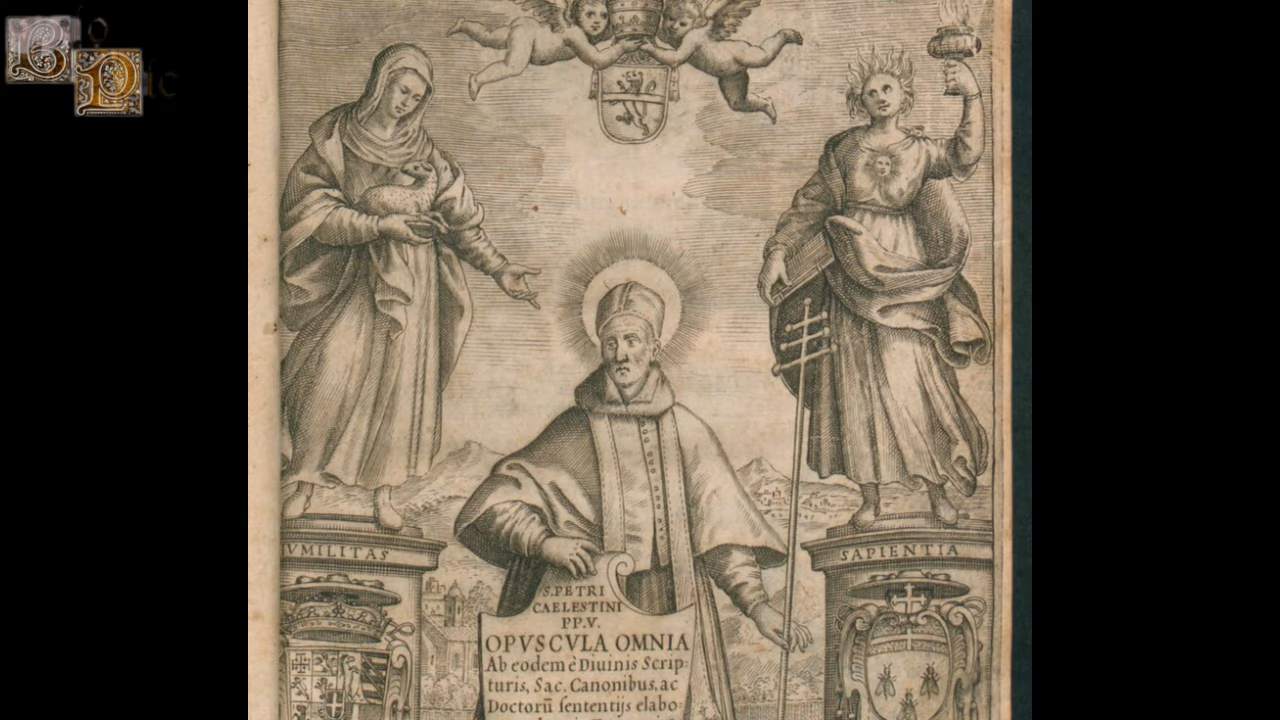 VMILITAS
SAPIENTIA
S. PETRI
CAELESTINI
PP. V.
OPVSCVLA OMNIA
Ab eodem è Diuinis Scrip-
turis, Sac. Canonibus, ac
Doctorū sententijs elabo-